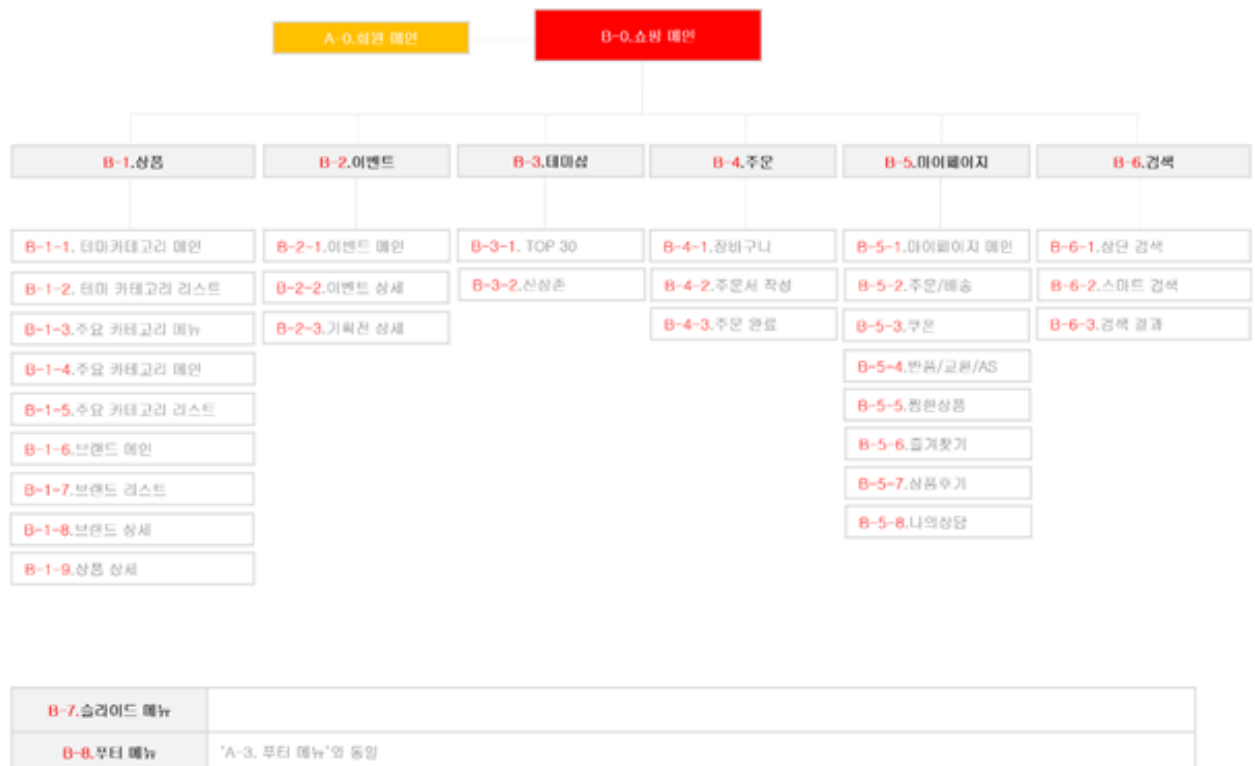 A-0.회원 메인
B-0.쇼핑 메인
B-1.상품
B-2.이벤트
B-3.테마샵
B-4.주문
B-5.마이페이지
B-6.검색
B-1-1. 테마카테고리 메인
B-1-2. 테마 카테고리 리스트
B-1-3.주요 카테고리 메뉴
B-1-4.주요 카테고리 메인
B-1-5.주요 카테고리 리스트
B-1-6.브랜드 메인
B-1-7.브랜드 리스트
B-1-8.브랜드 상세
B-1-9.상품 상세
B-2-1.이벤트 메인
B-2-2.이벤트 상세
B-2-3.기획전 상세
B-3-1. TOP 30
B-3-2.신상존
B-4-1.장바구니
B-4-2.주문서 작성
B-4-3.주문 완료
B-5-1.마이페이지 메인
B-5-2.주문/배송
B-5-3.쿠폰
B-5-4.반품/교환/AS
B-5-5.찜한상품
B-5-6.즐겨찾기
B-5-7.상품후기
B-5-8.나의상담
B-6-1.상단 검색
B-6-2.스마트 검색
B-6-3.검색 결과
B-7.슬라이드 메뉴
B-8.푸터 메뉴
'A-3. 푸터 메뉴'와 동일